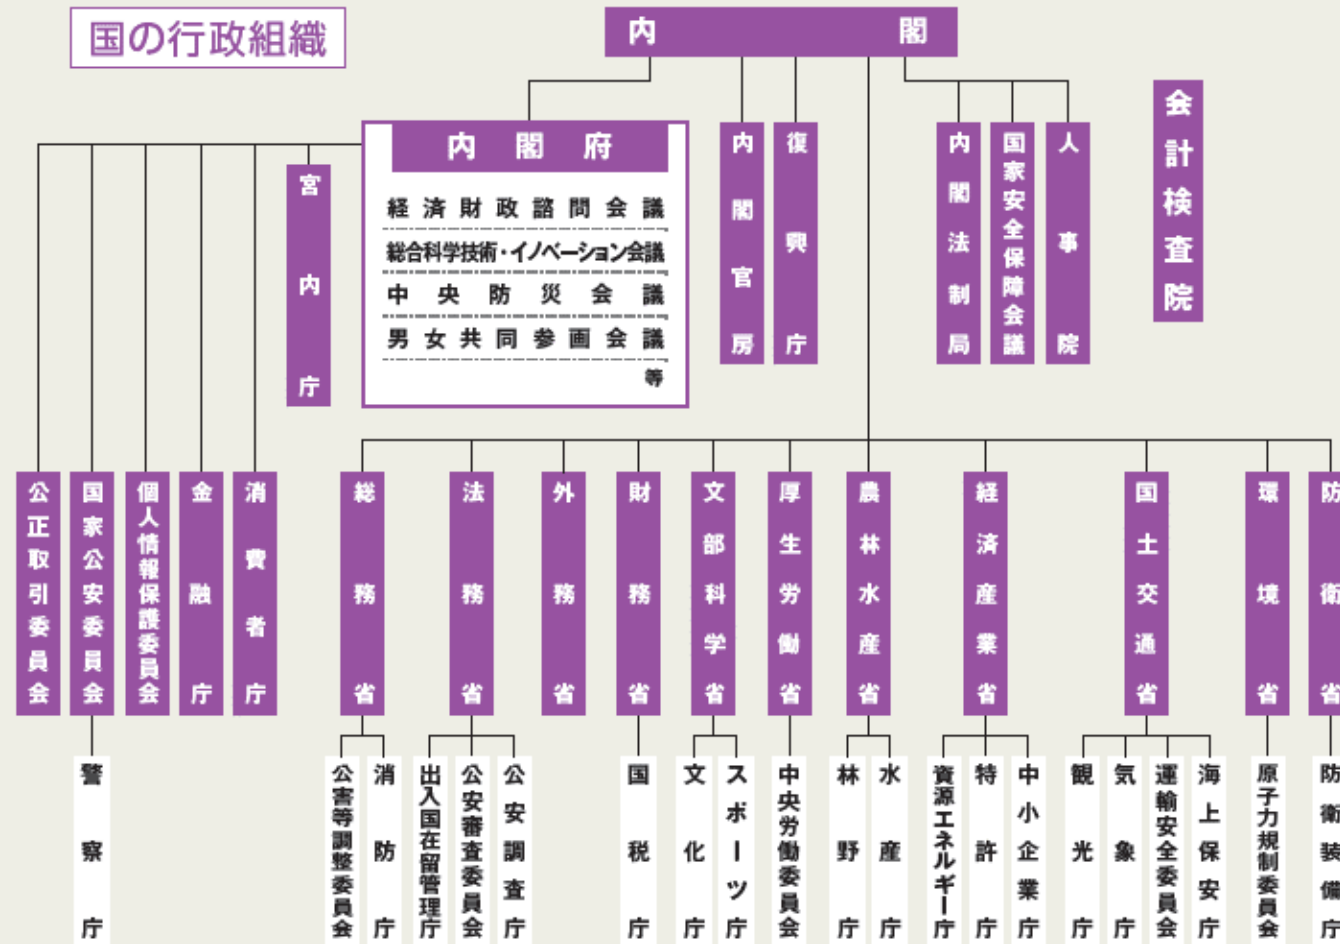 国の行政組織
内閣
会計検査院
内閣府
経済財政諮問会議
総合科学技術・イノベーション会議
中央防災会議
男女共同参画会議
等
宮内庁
内閣官房
復興庁
内閣法制局
国家安全保障会議
人事院
公正取引委員会
国家公安委員会
個人情報保護委員会
金融庁
消費者庁
総務省
法務省
外務省
財務省
文部科学省
厚生労働省
農林水産省
経済産業省
国土交通省
環境省
防衛省
警察庁
公害等調整委員会
消防庁
出入国在留管理庁
公安審査委員会
公安調査庁
国税庁
文化庁
スポーツ庁
中央労働委員会
林野庁
水産庁
資源エネルギー庁
特許庁
中小企業庁
観光庁
気象庁
運輸安全委員会
海上保安庁
原子力規制委員会
防衛装備庁